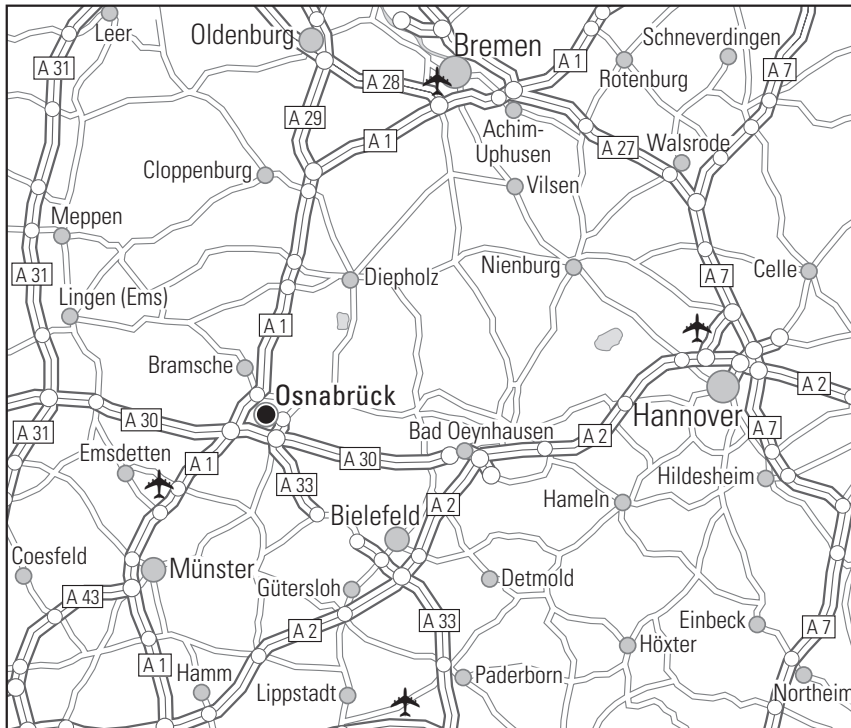 Leer
Oldenburg
Bremen
Schneverdingen
A 31
A 28
A 1
Rotenburg
A 7
A 29
A 1
Achim-
Uphusen
A 27
Walsrode
Cloppenburg
Vilsen
Meppen
A 31
Diepholz
Nienburg
A 7
Celle
Lingen (Ems)
A 1
Bramsche
Osnabrück
A 2
Hannover
A 30
A 31
A 1
Bad Oeynhausen
A 2
A 7
Emsdetten
A 30
A 33
Hildesheim
A 2
Hameln
Bielefeld
Coesfeld
Münster
Gütersloh
Detmold
A 43
A 2
A 33
Einbeck
A 7
Höxter
A 1
Hamm
Lippstadt
Paderborn
Northeim